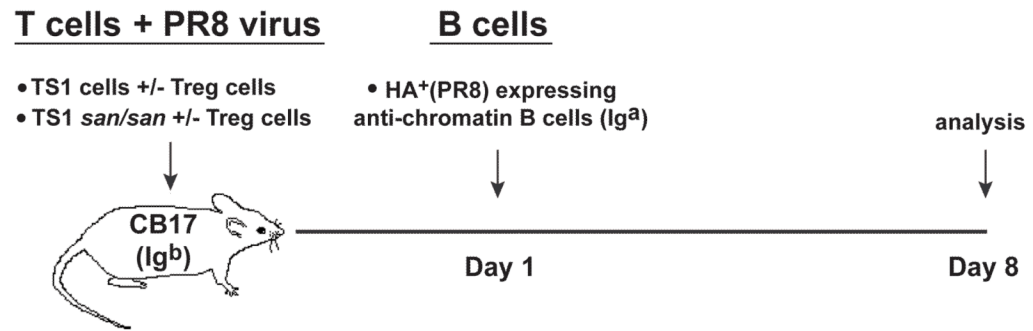 T cells + PR8 virus
• TS1 cells +/- Treg cells
• TS1 san/san +/- Treg cells
B cells
• HA+(PR8) expressing
anti-chromatin B cells (Iga)
analysis
CB17
(Igb)
Day 1
Day 8